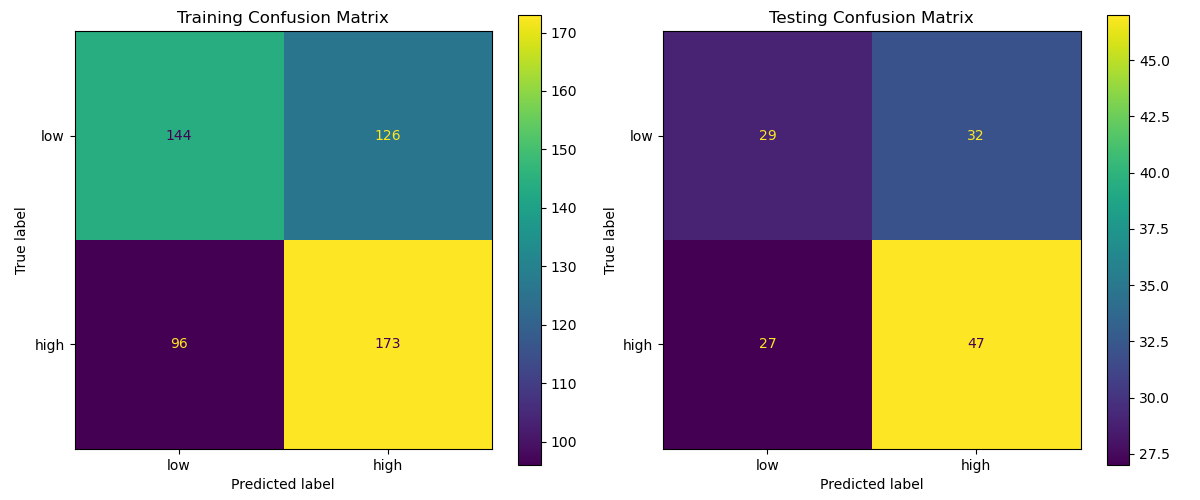 Training Confusion Matrix
True label
low
high
144
126
96
173
low
high
Predicted label
170
160
150
140
130
120
110
100
Testing Confusion Matrix
True label
low
high
29
32
27
47
low
high
Predicted label
45.0
42.5
40.0
37.5
35.0
32.5
30.0
27.5